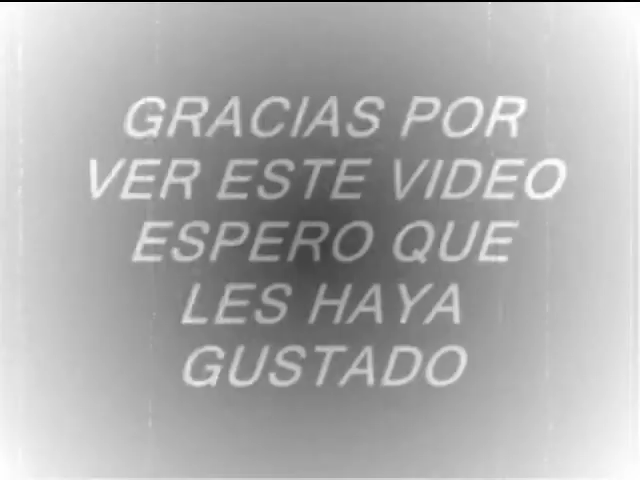 GRACIAS POR
VER ESTE VIDEO
ESPERO QUE
LES HAYA
GUSTADO